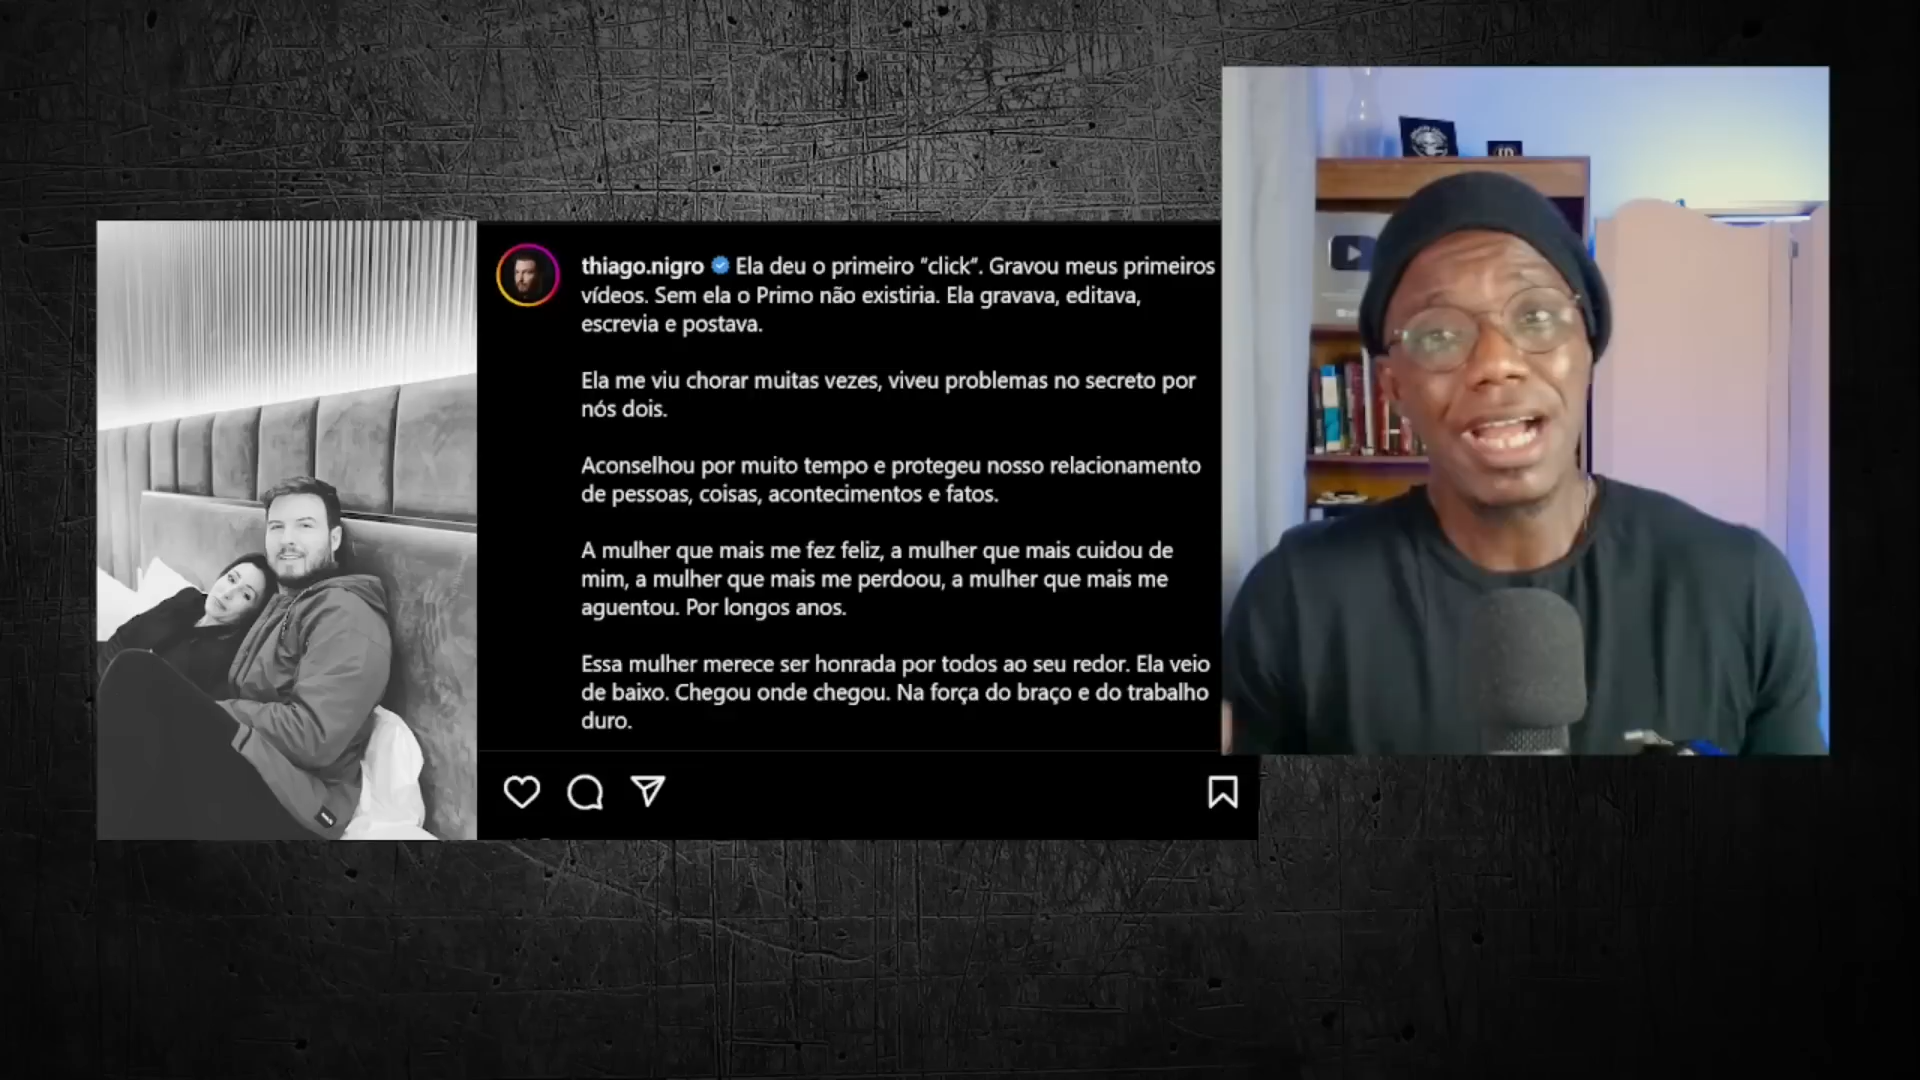 thiago.nigro Ela deu o primeiro “click“. Gravou meus primeiros
vídeos. Sem ela o Primo não existiria. Ela gravava, editava,
escrevia e postava.
Ela me viu chorar muitas vezes, viveu problemas no secreto por
nós dois.
Aconselhou por muito tempo e protegeu nosso relacionamento
de pessoas, coisas, acontecimentos e fatos.
A mulher que mais me fez feliz, a mulher que mais cuidou de
mim, a mulher que mais me perdoou, a mulher que mais me
aguentou. Por longos anos.
Essa mulher merece ser honrada por todos ao seu redor. Ela veio
de baixo. Chegou onde chegou. Na força do braço e do trabalho
duro.